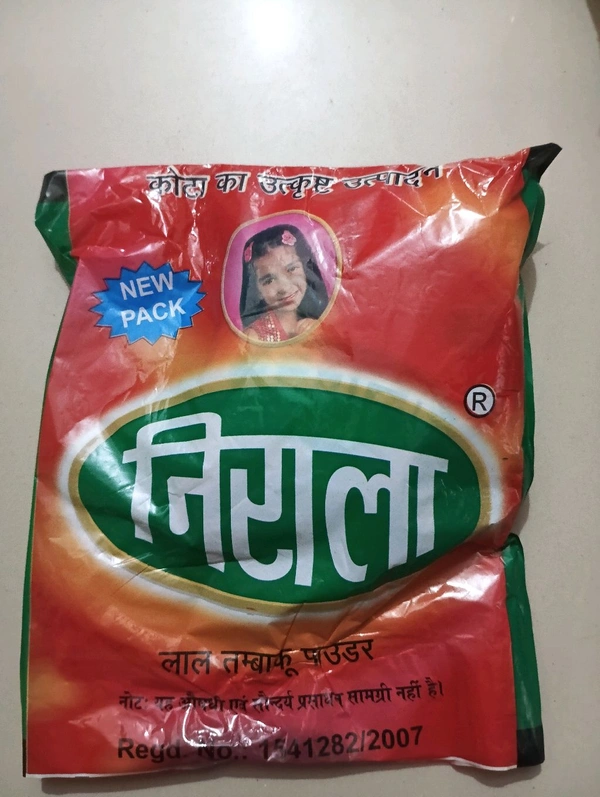 कोटा का उत्कृष्ट उत्पादन
NEW
PACK
®
निराला
लाल तम्बाकू पाउडर
नोट: यह औषधी एवं सौन्दर्य प्रसाधन सामग्री नहीं है।
Regd. No.: 1541282/2007